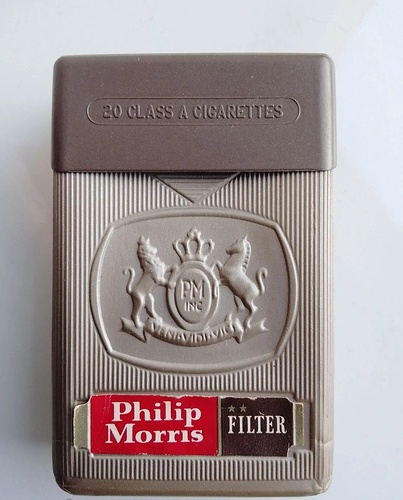 20 CLASS A CIGARETTES
PM
INC
VENI·VIDI·VICI
Philip
Morris
FILTER